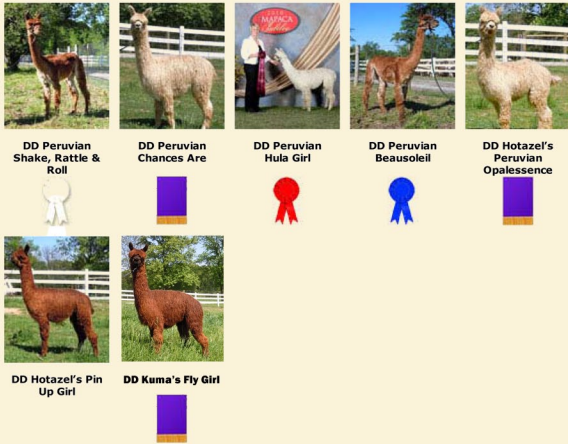 MAPACA
DD Peruvian
Shake, Rattle &
Roll
DD Peruvian
Chances Are
DD Peruvian
Hula Girl
DD Peruvian
Beausoleil
DD Hotazel's
Peruvian
Opalessence
DD Hotazel's Pin
Up Girl
DD Kuma's Fly Girl